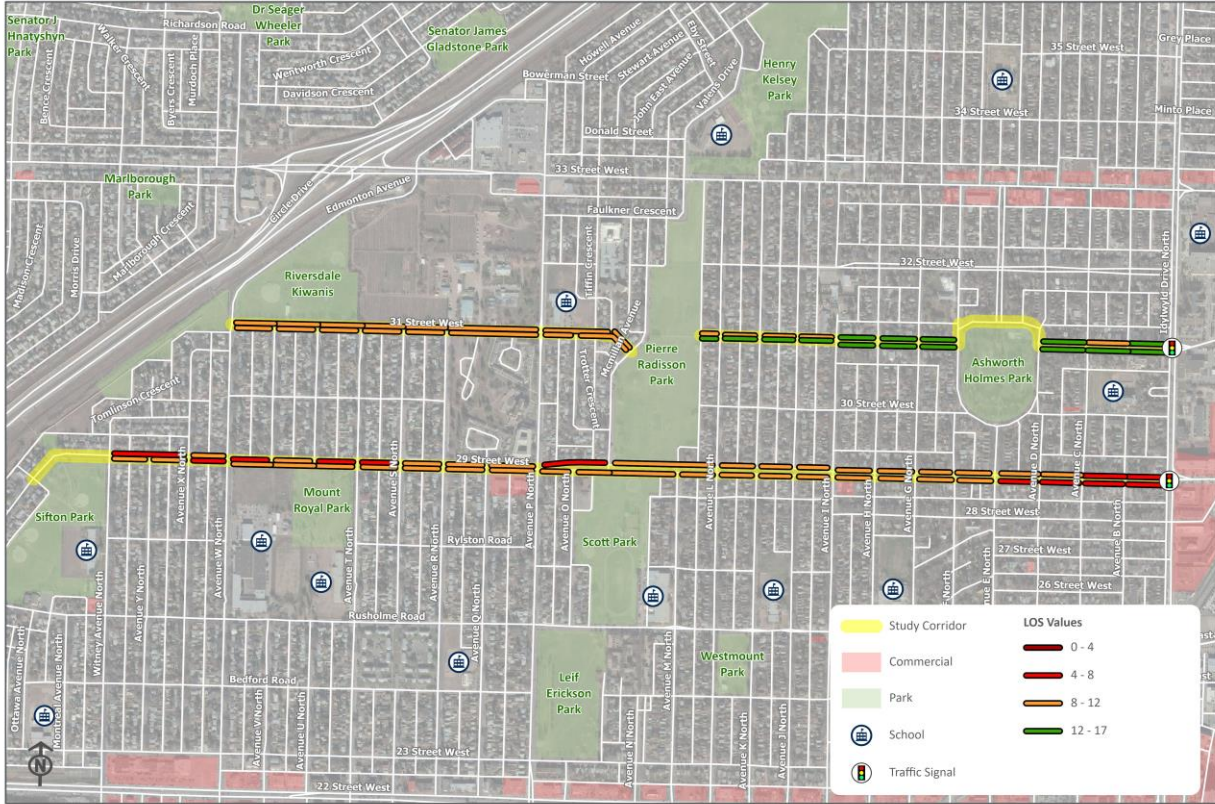 Senator J
Hnatyshyn
Park
Richardson Road
Dr Seager
Wheeler
Park
Senator James
Gladstone Park
Walker Crescent
Bence Crescent
Byers Crescent
Murdoch Place
Wentworth Crescent
Davidson Crescent
Bowerman Street
Howell Avenue
Stewart Avenue
John East Avenue
Eby Street
Valens Drive
Henry
Kelsey
Park
35 Street West
Grey Place
34 Street West
Minto Place
Donald Street
33 Street West
Marlborough
Park
Circle Drive
Edmonton Avenue
Faulkner Crescent
Madison Crescent
Morris Drive
Marlborough Crescent
Riversdale
Kiwanis
Tiffin Crescent
32 Street West
Idylwyld Drive North
31 Street West
Mcmillan Avenue
Pierre
Radisson
Park
Ashworth
Holmes Park
Tomlinson Crescent
Trotter Crescent
30 Street West
29 Street West
Avenue X North
Avenue S North
Avenue P North
Avenue O North
Avenue L North
Avenue I North
Avenue H North
Avenue G North
Avenue D North
Avenue C North
Avenue B North
28 Street West
Sifton Park
Mount
Royal Park
Avenue W North
Avenue T North
Avenue R North
Rylston Road
Scott Park
27 Street West
26 Street West
Witney Avenue North
Avenue Y North
Avenue Q North
Rusholme Road
Ottawa Avenue North
Montreal Avenue North
Bedford Road
Avenue V North
Avenue U North
Leif
Erickson
Park
Avenue M North
Westmount
Park
Avenue N North
Avenue K North
Avenue J North
23 Street West
22 Street West
N
Study Corridor
Commercial
Park
School
Traffic Signal
LOS Values
0 - 4
4 - 8
8 - 12
12 - 17